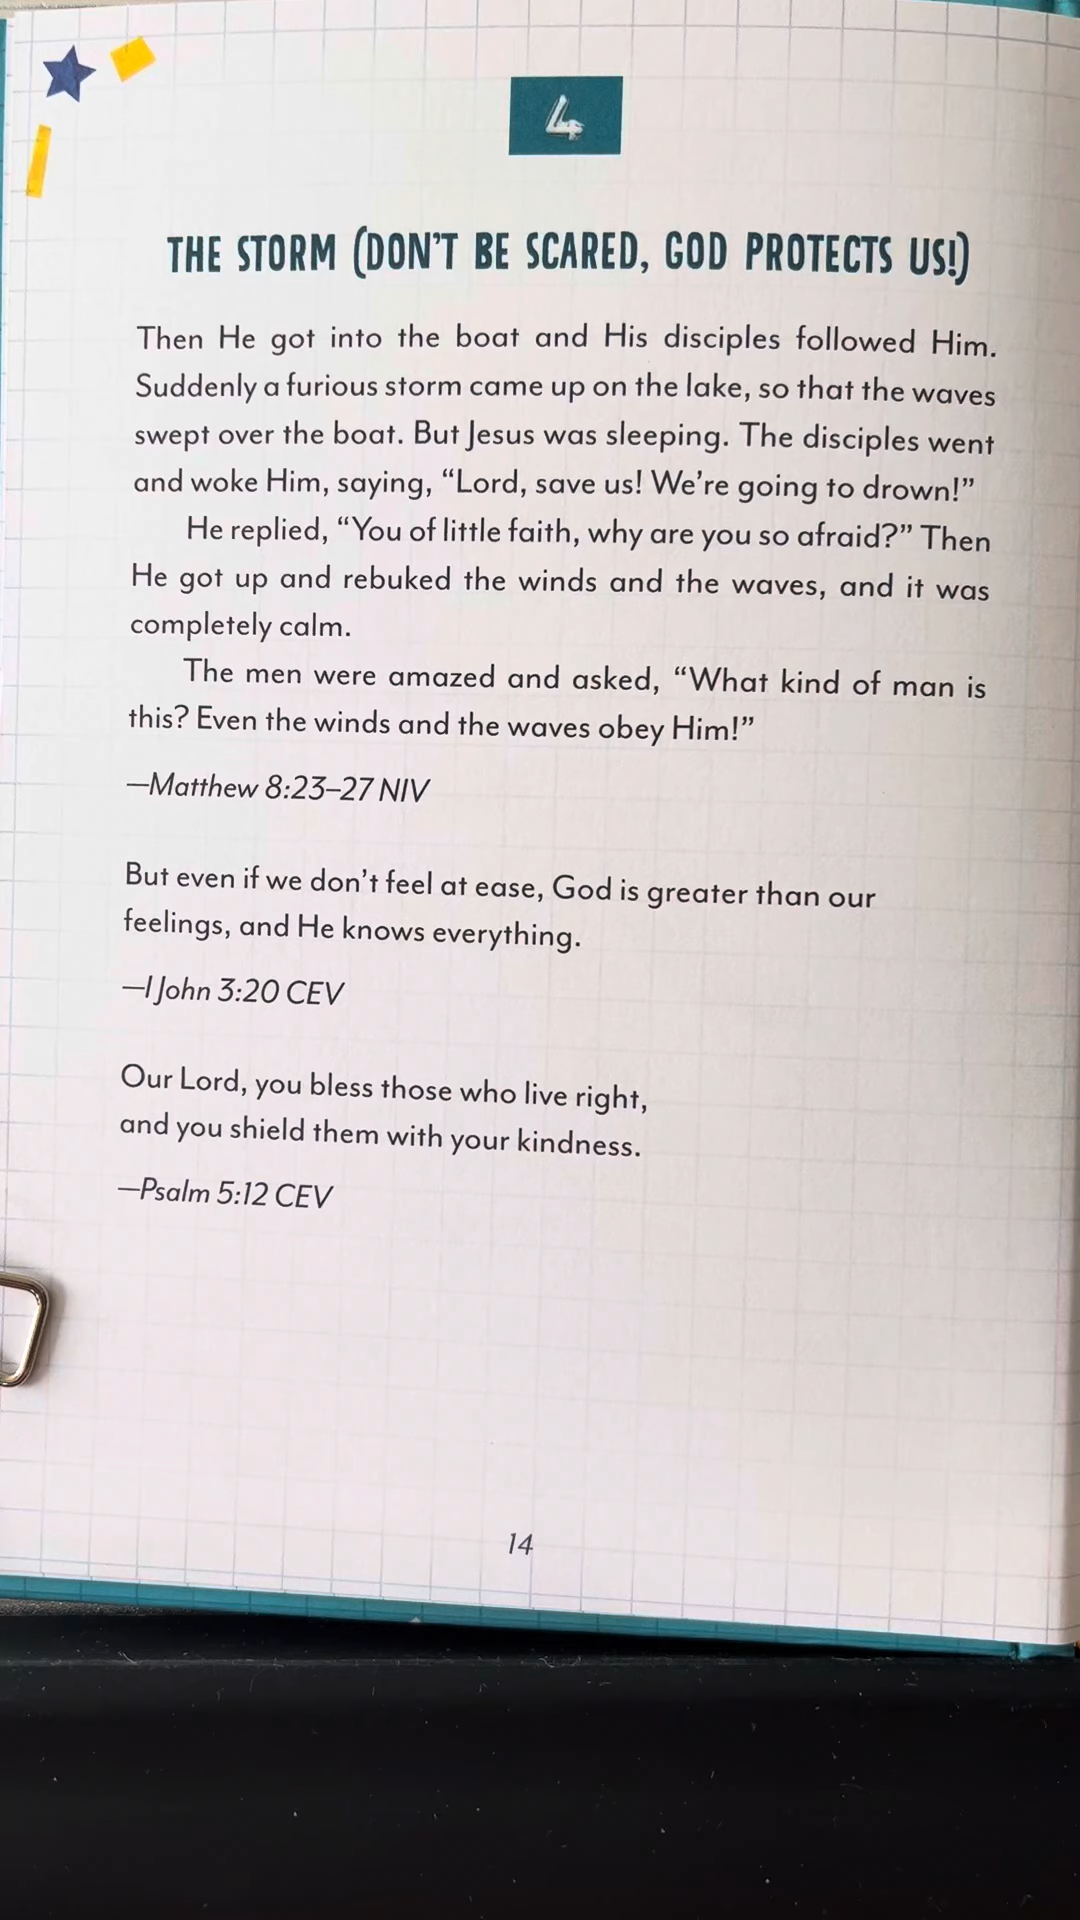 4
THE STORM (DON'T BE SCARED, GOD PROTECTS US!)
Then He got into the boat and His disciples followed Him.
Suddenly a furious storm came up on the lake, so that the waves
swept over the boat. But Jesus was sleeping. The disciples went
and woke Him, saying, “Lord, save us! We’re going to drown!”
He replied, “You of little faith, why are you so afraid?” Then
He got up and rebuked the winds and the waves, and it was
completely calm.
The men were amazed and asked, “What kind of man is
this? Even the winds and the waves obey Him!”
—Matthew 8:23–27 NIV
But even if we don’t feel at ease, God is greater than our
feelings, and He knows everything.
—1 John 3:20 CEV
Our Lord, you bless those who live right,
and you shield them with your kindness.
—Psalm 5:12 CEV
14